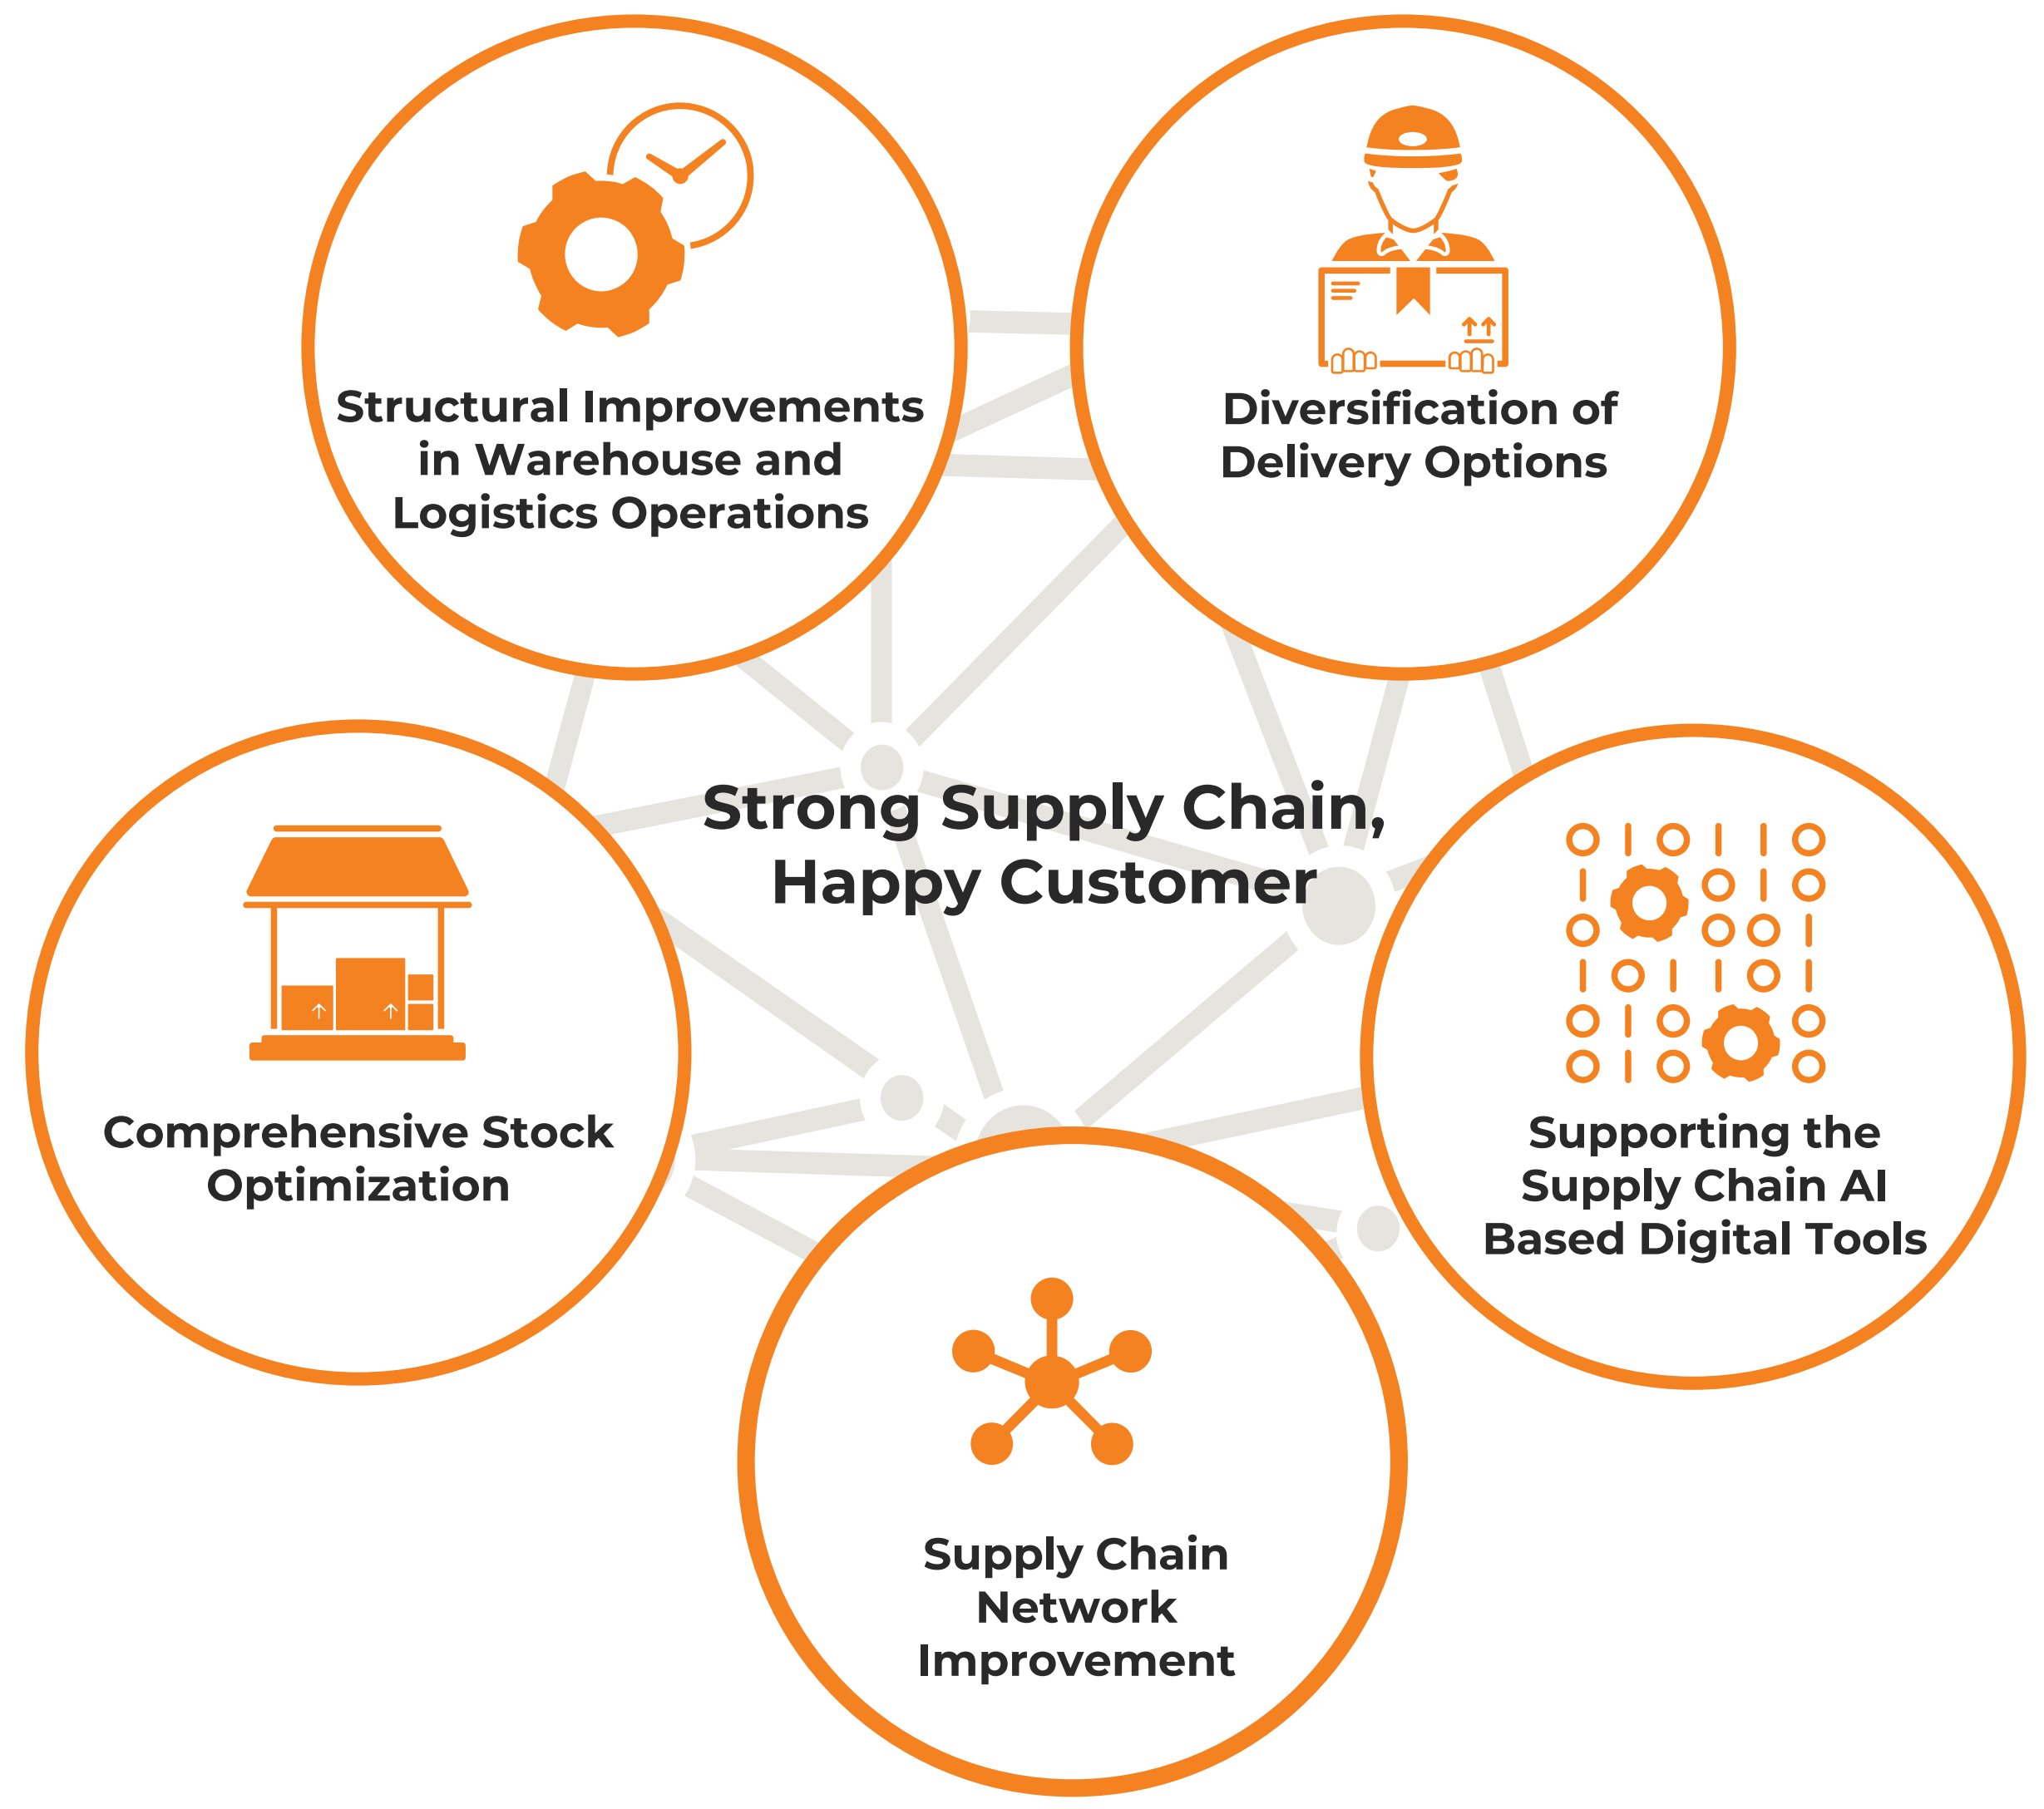 Structural Improvements
in Warehouse and
Logistics Operations
Diversification of
Delivery Options
Strong Supply Chain,
Happy Customer
Comprehensive Stock
Optimization
Supporting the
Supply Chain AI
Based Digital Tools
Supply Chain
Network
Improvement